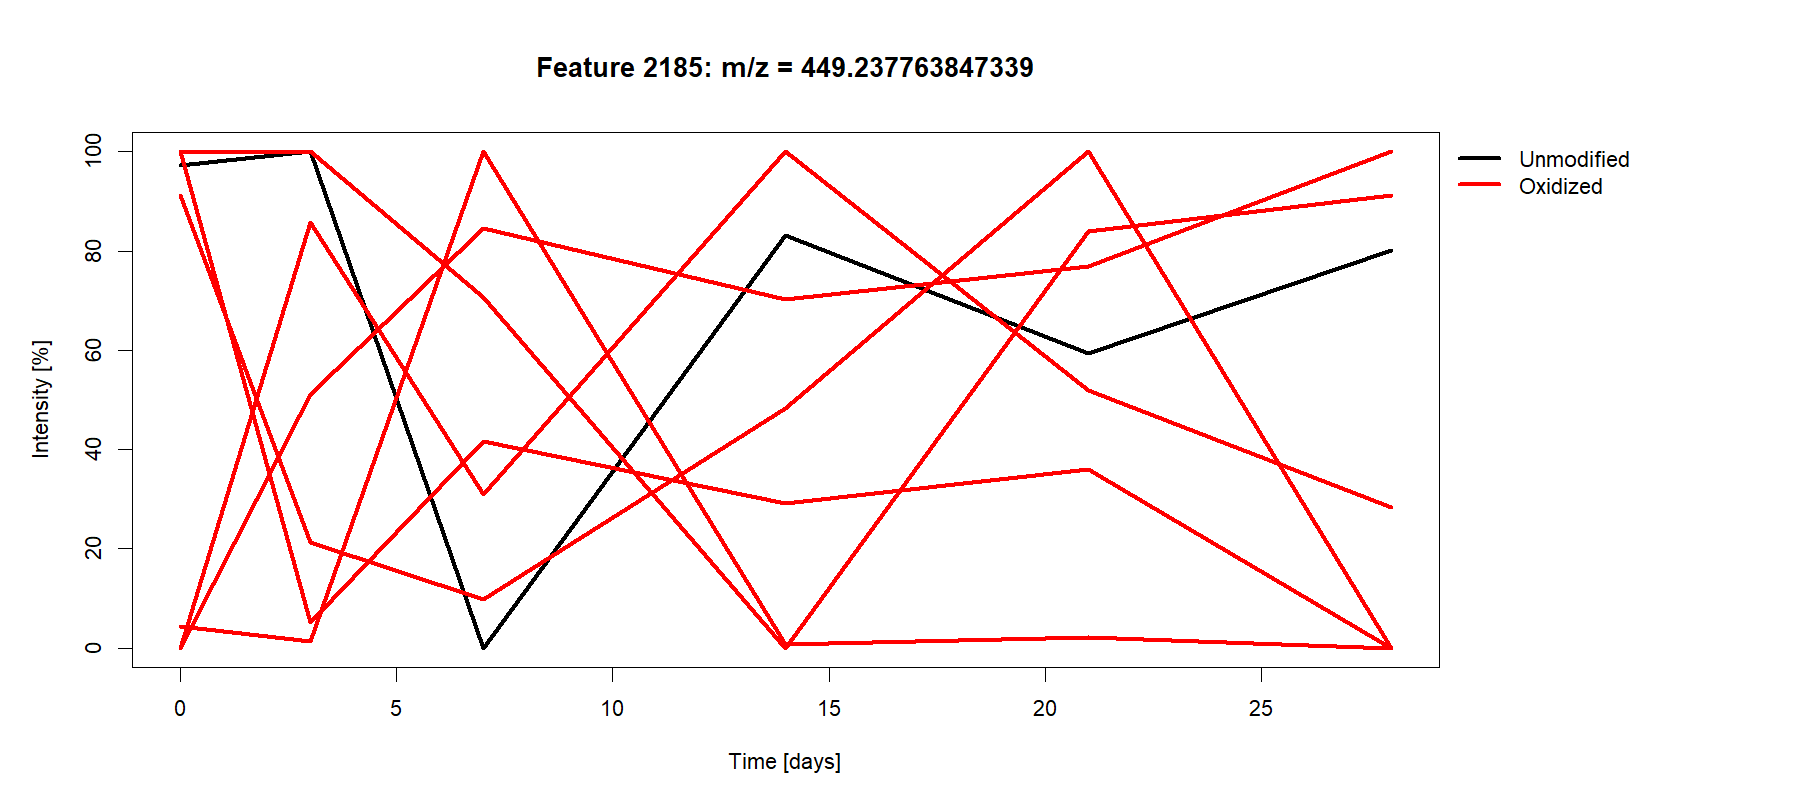 Feature 2185: m/z = 449.237763847339
Unmodified
Oxidized
Intensity [%]
100
80
60
40
20
0
0 5 10 15 20 25
Time [days]